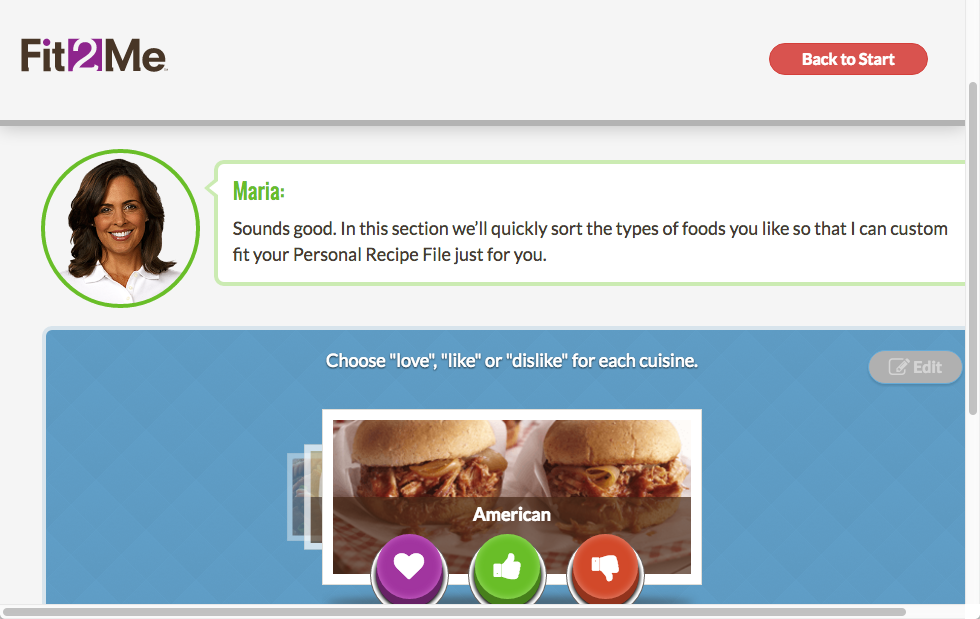 Fit2Me
Back to Start
Maria:
Sounds good. In this section we’ll quickly sort the types of foods you like so that I can custom
fit your Personal Recipe File just for you.
Choose "love", "like" or "dislike" for each cuisine.
Edit
American